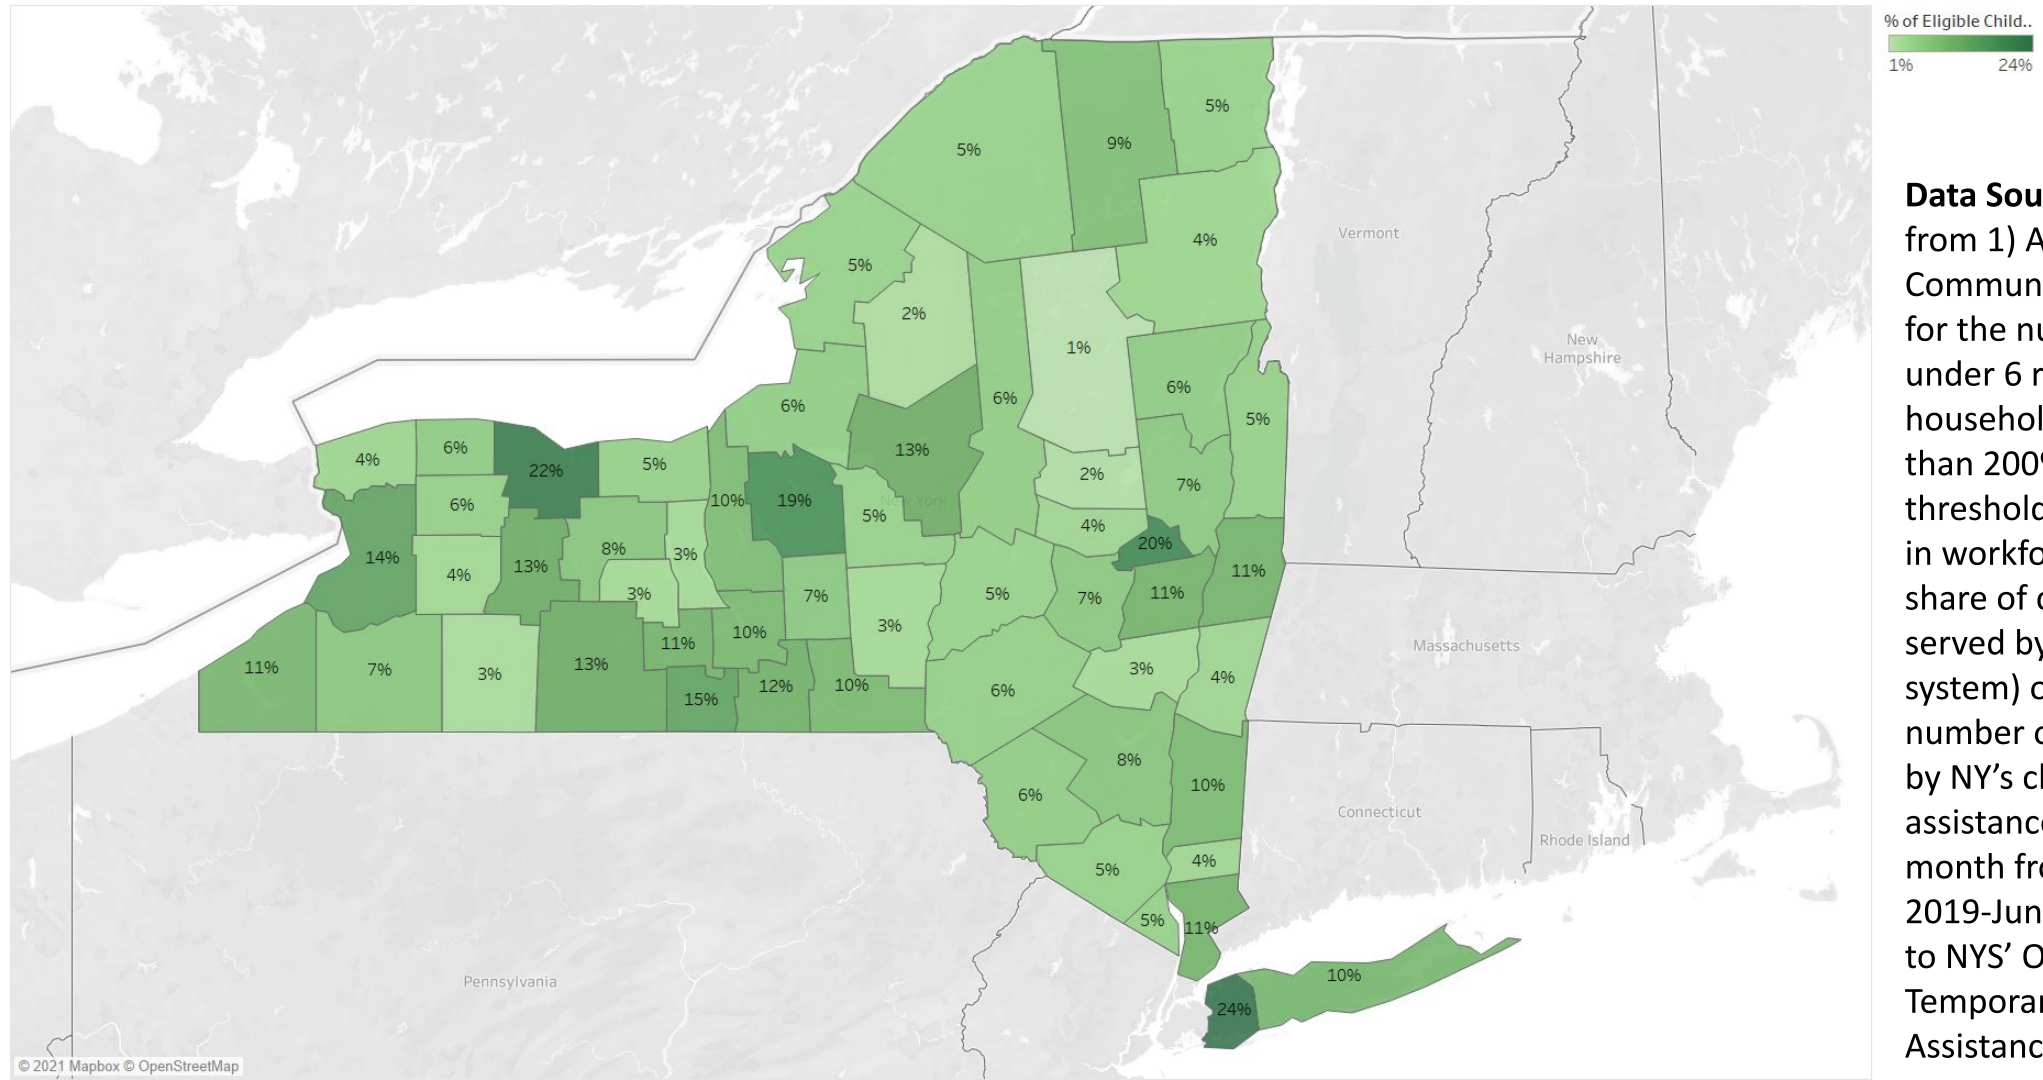 % of Eligible Child..
1% 24%
5%
9%
5%
5%
4%
5%
2%
1%
6%
6%
6%
5%
13%
4%
6%
22%
5%
10%
19%
5%
2%
7%
4%
20%
6%
14%
4%
13%
8%
3%
3%
7%
3%
5%
7%
11%
11%
11%
7%
3%
13%
11%
10%
15%
12%
10%
6%
3%
4%
8%
10%
6%
5%
4%
5%
11%
10%
24%
Vermont
New
Hampshire
New York
Massachusetts
Connecticut
Rhode Island
Pennsylvania
© 2021 Mapbox © OpenStreetMap
Data Sou
from 1) A
Commun
for the nu
under 6 r
househol
than 200%
threshold
in workfo
share of c
served by
system) o
number o
by NY’s ch
assistance
month fro
2019-Jun
to NYS’ O
Temporar
Assistanc